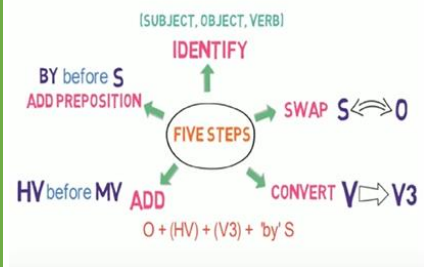 (SUBJECT, OBJECT, VERB)
IDENTIFY
BY before S
ADD PREPOSITION
SWAP S O
FIVE STEPS
HV before MV ADD
CONVERT V V3
O + (HV) + (V3) + 'by' S